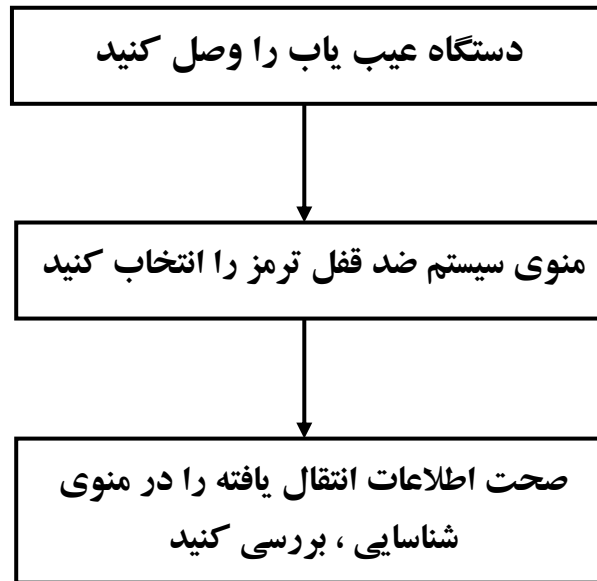 دستگاه عیب یاب را وصل کنید
منوی سیستم ضد قفل ترمز را انتخاب کنید
صحت اطلاعات انتقال یافته را در منوی
شناسایی ، بررسی کنید